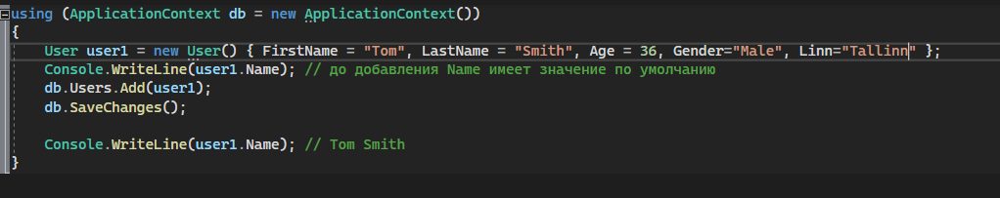 using (ApplicationContext db = new ApplicationContext())
{
User user1 = new User() { FirstName = "Tom", LastName = "Smith", Age = 36, Gender="Male", Linn="Tallinn" };
Console.WriteLine(user1.Name); // до добавления Name имеет значение по умолчанию
db.Users.Add(user1);
db.SaveChanges();
Console.WriteLine(user1.Name); // Tom Smith
}